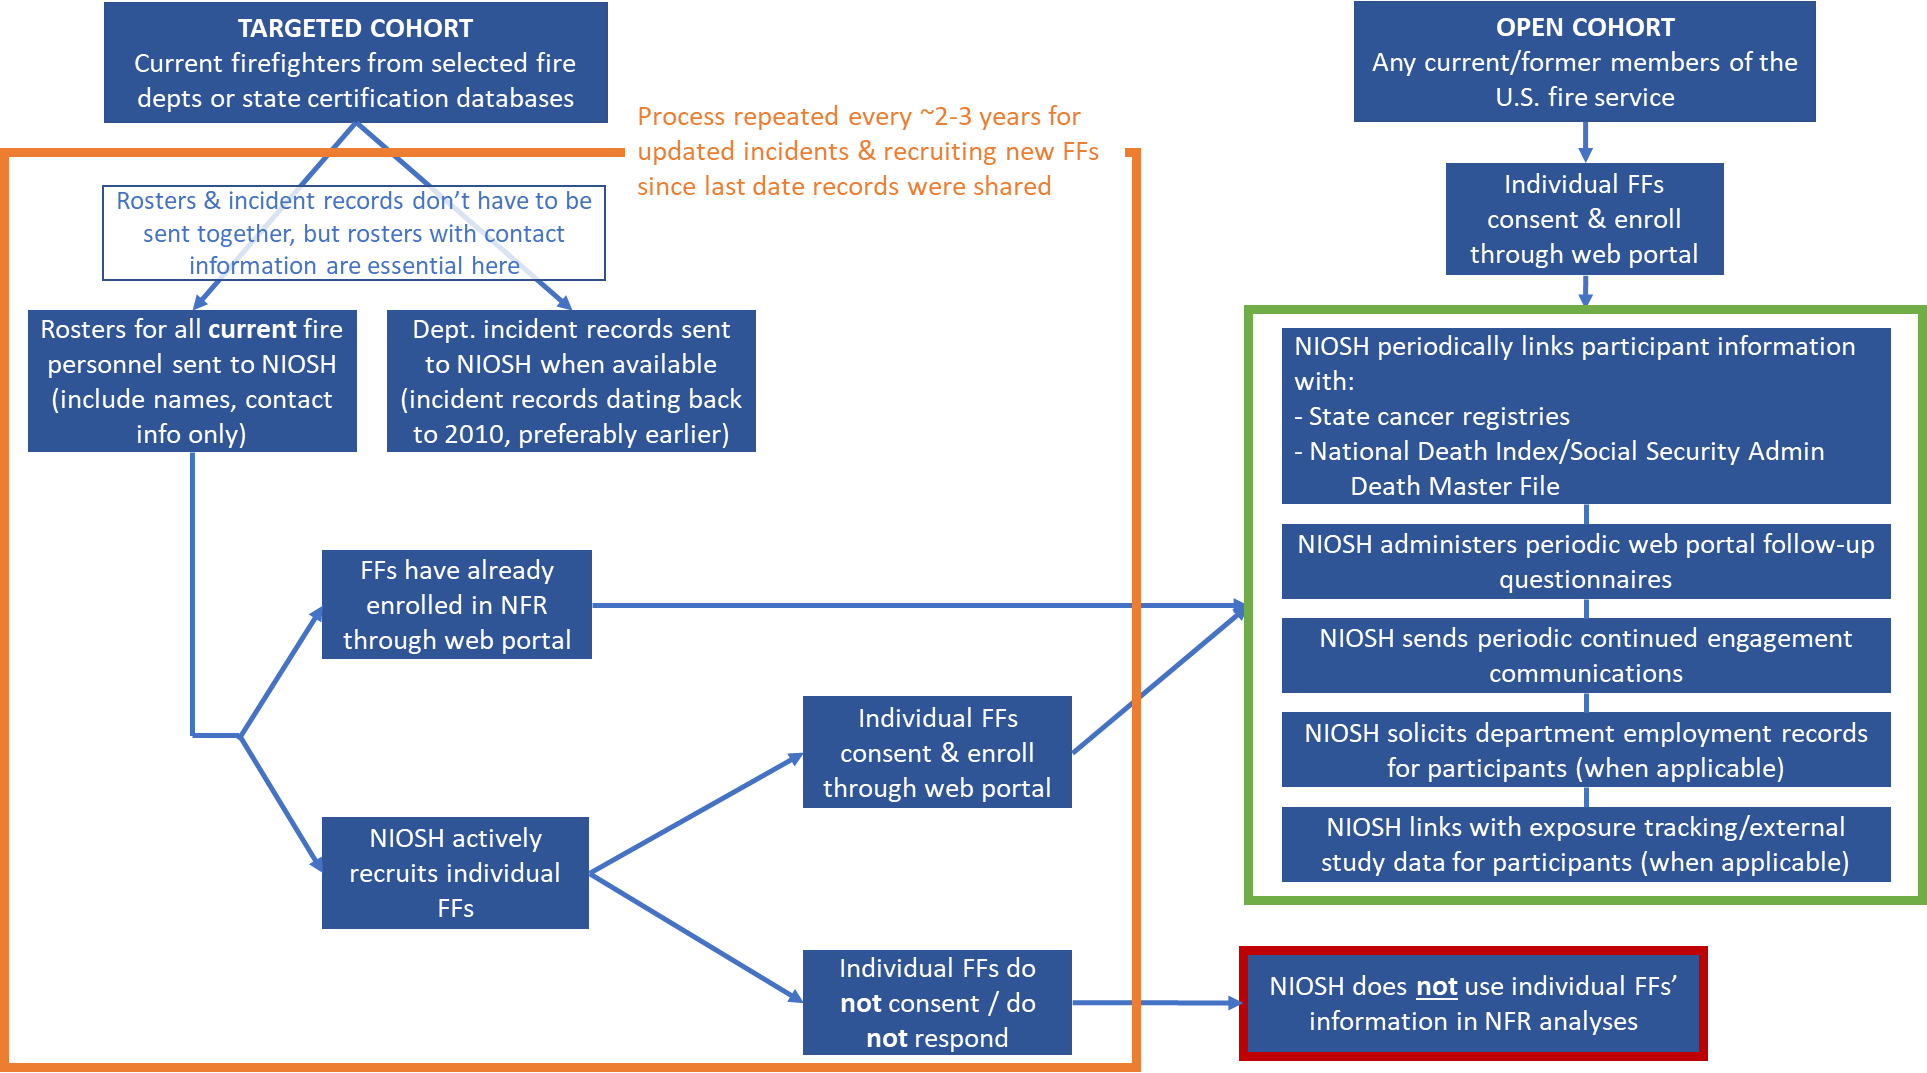 TARGETED COHORT
Current firefighters from selected fire
depts or state certification databases
Process repeated every ~2-3 years for
updated incidents & recruiting new FFs
since last date records were shared
Rosters & incident records don’t have to be
sent together, but rosters with contact
information are essential here
Rosters for all current fire
personnel sent to NIOSH
(include names, contact
info only)
Dept. incident records sent
to NIOSH when available
(incident records dating back
to 2010, preferably earlier)
FFs have already
enrolled in NFR
through web portal
NIOSH actively
recruits individual
FFs
Individual FFs
consent & enroll
through web portal
Individual FFs do
not consent / do
not respond
OPEN COHORT
Any current/former members of the
U.S. fire service
Individual FFs
consent & enroll
through web portal
NIOSH periodically links participant information
with:
- State cancer registries
- National Death Index/Social Security Admin
Death Master File
NIOSH administers periodic web portal follow-up
questionnaires
NIOSH sends periodic continued engagement
communications
NIOSH solicits department employment records
for participants (when applicable)
NIOSH links with exposure tracking/external
study data for participants (when applicable)
NIOSH does not use individual FFs’
information in NFR analyses